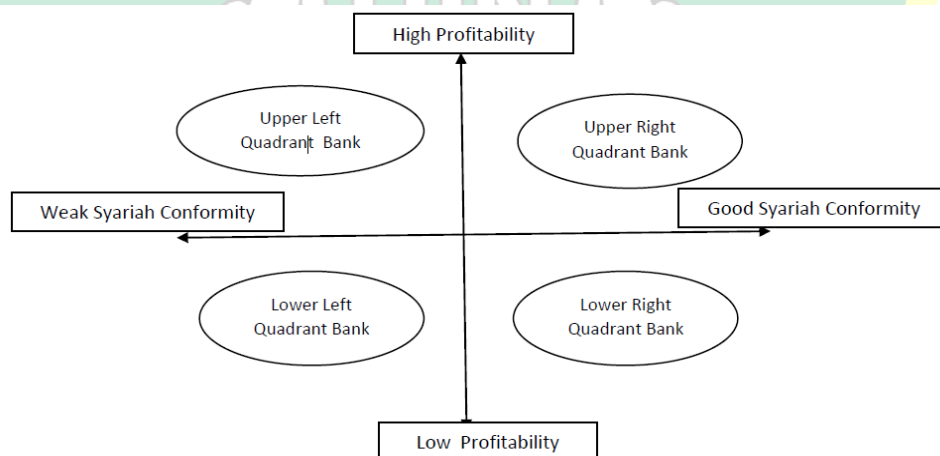 High Profitability
Upper Left
Quadrant Bank
Upper Right
Quadrant Bank
Weak Syariah Conformity
Good Syariah Conformity
Lower Left
Quadrant Bank
Lower Right
Quadrant Bank
Low Profitability